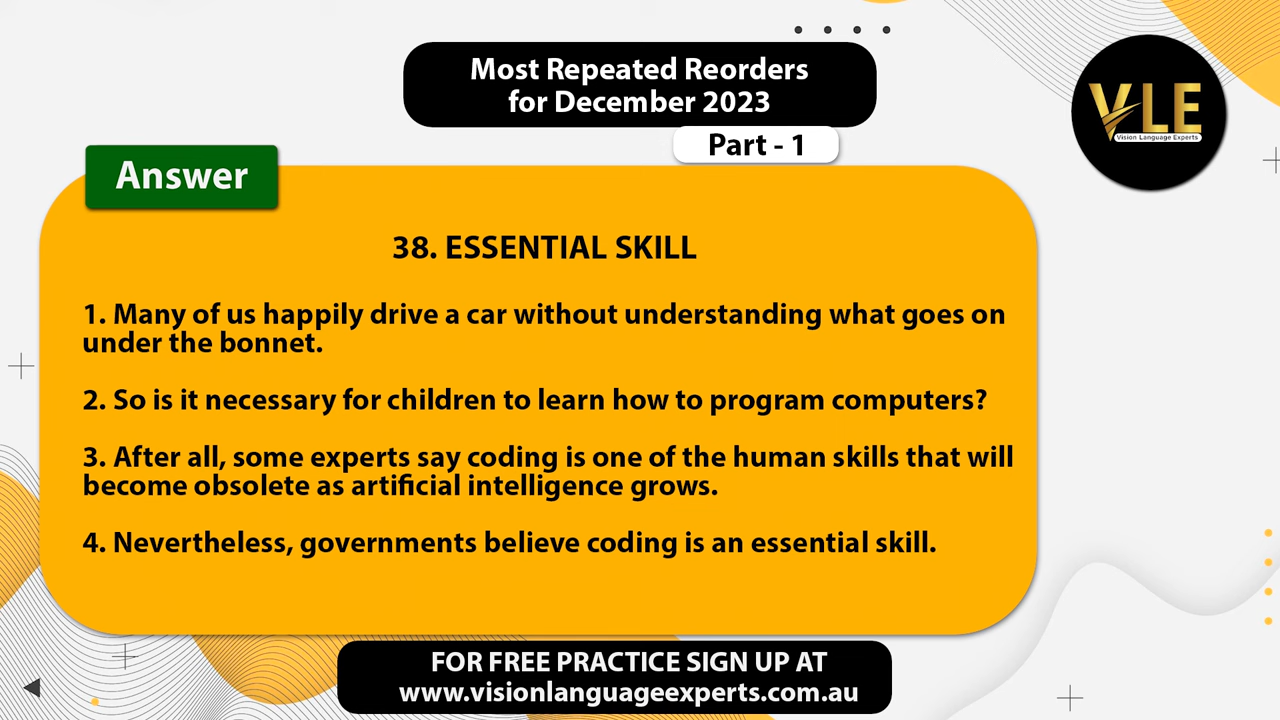 Most Repeated Reorders
for December 2023
Part - 1
VLE
Vision Language Experts
Answer
38. ESSENTIAL SKILL
1. Many of us happily drive a car without understanding what goes on
under the bonnet.
2. So is it necessary for children to learn how to program computers?
3. After all, some experts say coding is one of the human skills that will
become obsolete as artificial intelligence grows.
4. Nevertheless, governments believe coding is an essential skill.
FOR FREE PRACTICE SIGN UP AT
www.visionlanguageexperts.com.au